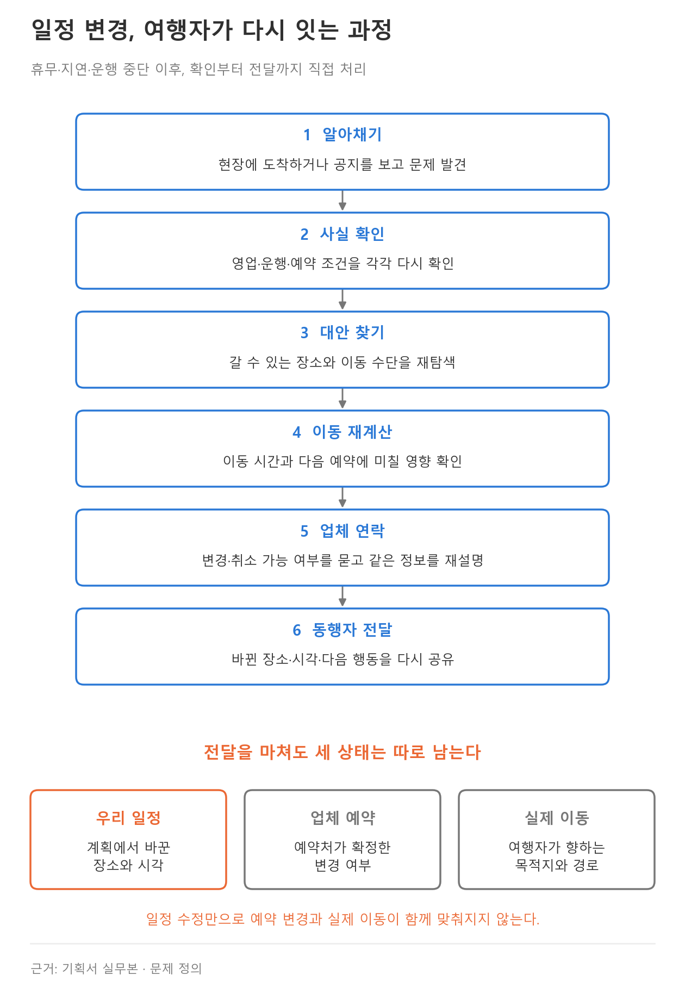 일정 변경, 여행자가 다시 잇는 과정
휴무·지연·운행 중단 이후, 확인부터 전달까지 직접 처리
1 알아채기
현장에 도착하거나 공지를 보고 문제 발견
2 사실 확인
영업·운행·예약 조건을 각각 다시 확인
3 대안 찾기
갈 수 있는 장소와 이동 수단을 재탐색
4 이동 재계산
이동 시간과 다음 예약에 미칠 영향 확인
5 업체 연락
변경·취소 가능 여부를 묻고 같은 정보를 재설명
6 동행자 전달
바뀐 장소·시각·다음 행동을 다시 공유
전달을 마쳐도 세 상태는 따로 남는다
우리 일정
계획에서 바꾼
장소와 시각
업체 예약
예약처가 확정한
변경 여부
실제 이동
여행자가 향하는
목적지와 경로
일정 수정만으로 예약 변경과 실제 이동이 함께 맞춰지지 않는다.
근거: 기획서 실무본 · 문제 정의